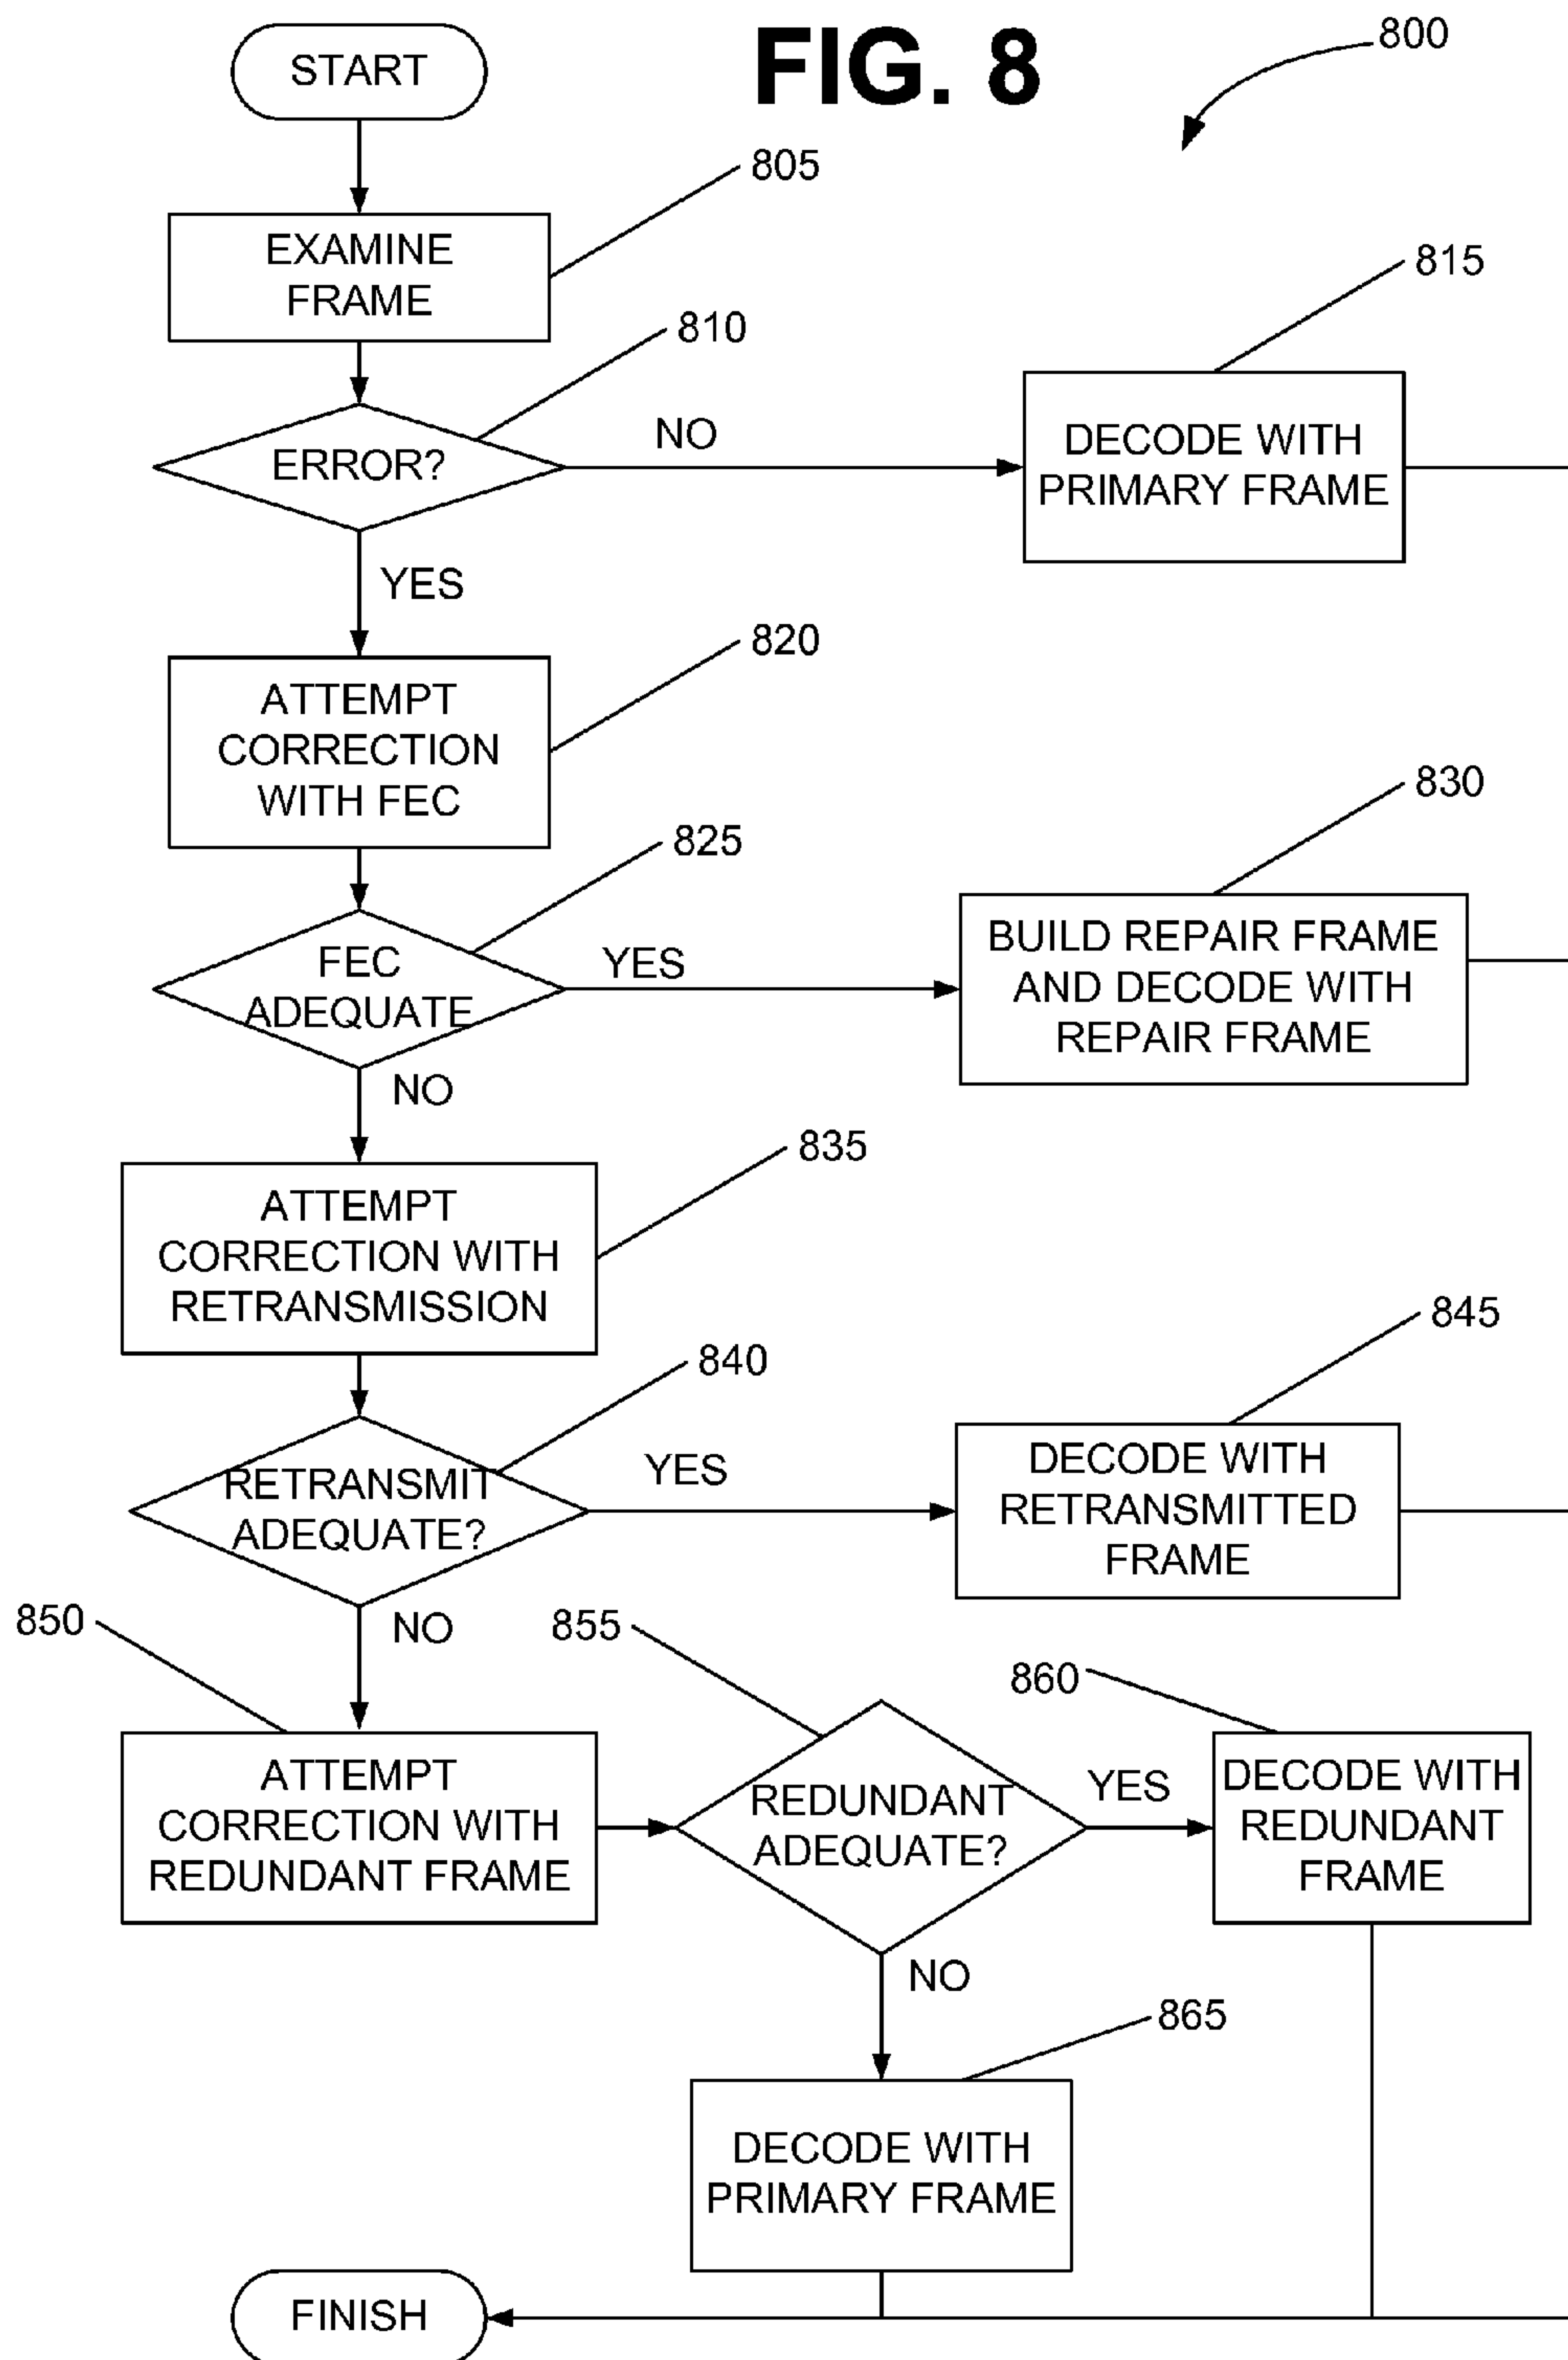 FIG. 8
800
START
805
EXAMINE
FRAME
810
815
ERROR?
NO
DECODE WITH
PRIMARY FRAME
YES
820
ATTEMPT
CORRECTION
WITH FEC
825
830
FEC
ADEQUATE
YES
BUILD REPAIR FRAME
AND DECODE WITH
REPAIR FRAME
NO
835
ATTEMPT
CORRECTION WITH
RETRANSMISSION
840
845
RETRANSMIT
ADEQUATE?
YES
DECODE WITH
RETRANSMITTED
FRAME
NO
850
855
860
ATTEMPT
CORRECTION WITH
REDUNDANT FRAME
REDUNDANT
ADEQUATE?
YES
DECODE WITH
REDUNDANT
FRAME
NO
865
DECODE WITH
PRIMARY FRAME
FINISH